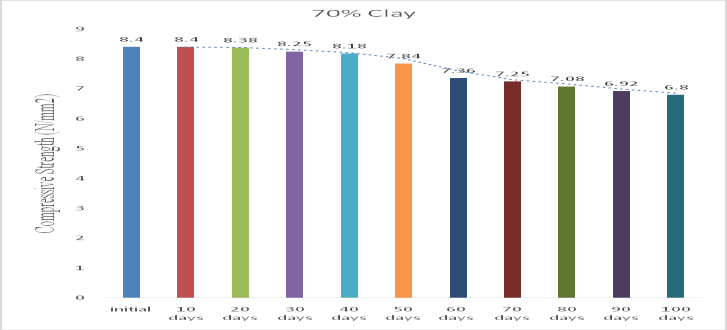 70% Clay
Compressive Strength (N/mm2)
9
8
7
6
5
4
3
2
1
0
8.4 8.4 8.38 8.25 8.18 7.84 7.36 7.25 7.08 6.92 6.8
initial 10 days 20 days 30 days 40 days 50 days 60 days 70 days 80 days 90 days 100 days